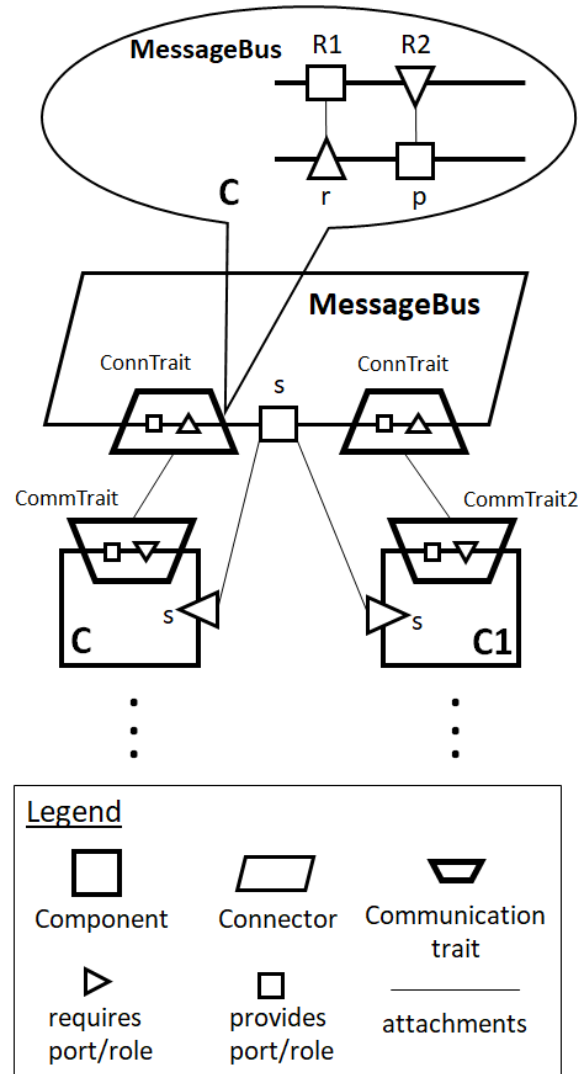 R1 R2
MessageBus
C
r p
MessageBus
ConnTrait ConnTrait
s
CommTrait CommTrait2
s s
C C1
Legend
Component Connector Communication
trait
requires provides attachments
port/role port/role